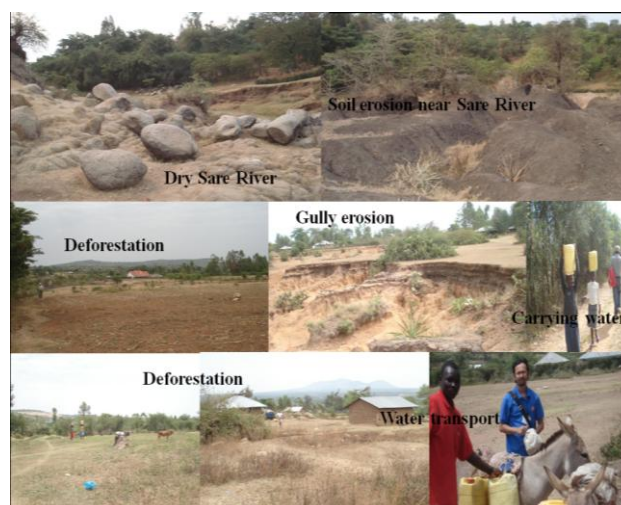 Soil erosion near Sare River
Dry Sare River
Gully erosion
Deforestation
Carrying water
Deforestation
Water transport